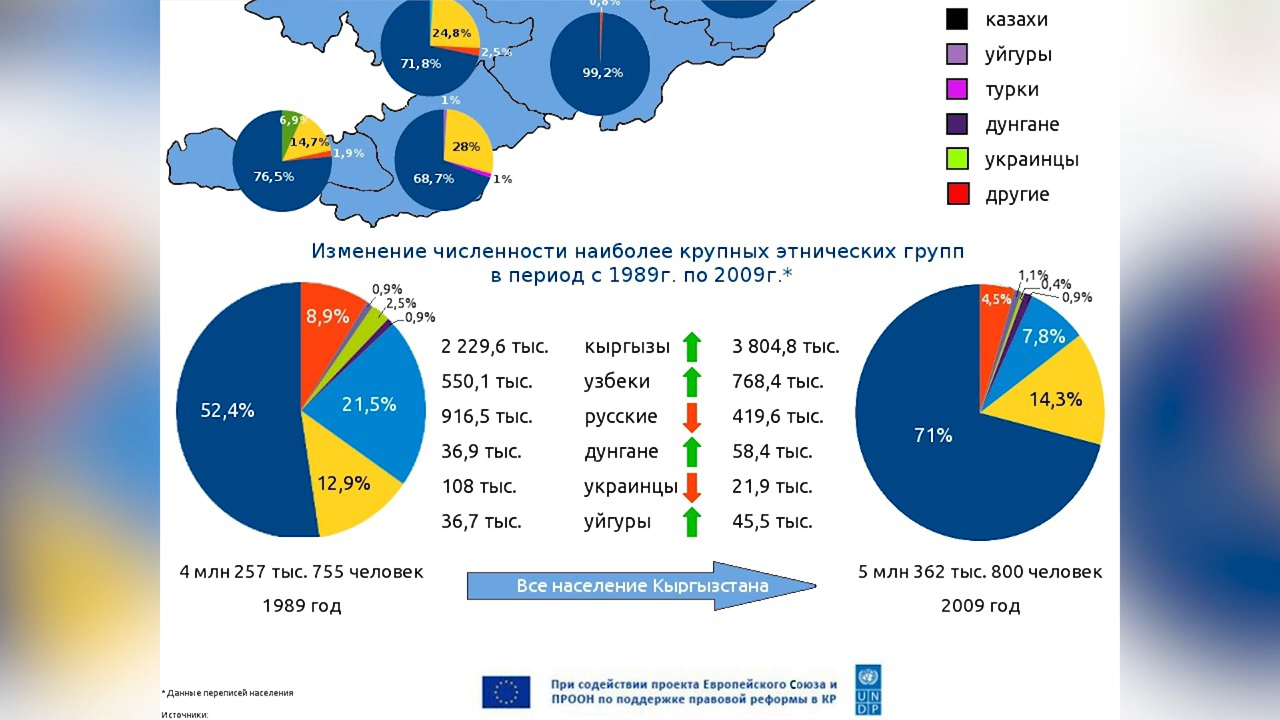 0,8%
24,8%
2,5%
71,8%
99,2%
1%
6,9%
14,7%
1,9%
28%
76,5%
68,7%
1%
казахи
уйгуры
турки
дунгане
украинцы
другие
Изменение численности наиболее крупных этнических групп
в период с 1989г. по 2009г.*
8,9%
0,9%
2,5%
0,9%
52,4%
21,5%
12,9%
2 229,6 тыс. кыргызы 3 804,8 тыс.
550,1 тыс. узбеки 768,4 тыс.
916,5 тыс. русские 419,6 тыс.
36,9 тыс. дунгане 58,4 тыс.
108 тыс. украинцы 21,9 тыс.
36,7 тыс. уйгуры 45,5 тыс.
4,5%
1,1%
0,4%
0,9%
7,8%
14,3%
71%
4 млн 257 тыс. 755 человек
1989 год
Все население Кыргызстана
5 млн 362 тыс. 800 человек
2009 год
* Данные переписей населения
Источники:
При содействии проекта Европейского Союза и
ПРООН по поддержке правовой реформы в КР
UN
DP